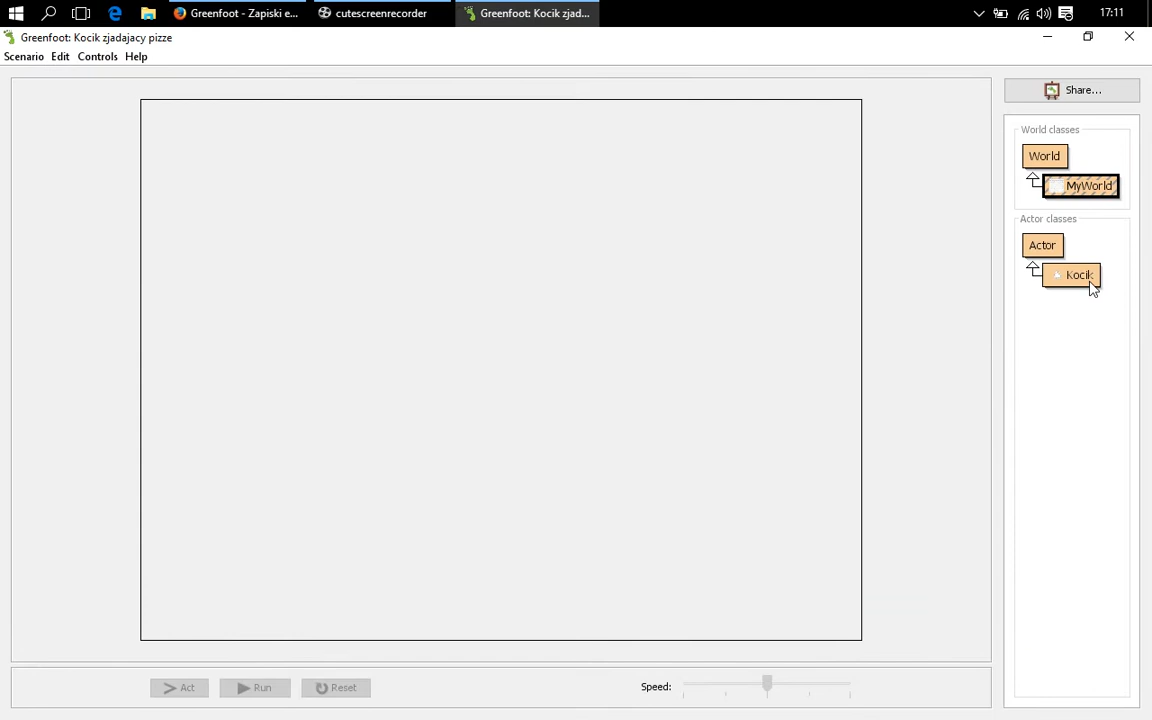 Greenfoot - Zapiski e...
cutescreenrecorder
Greenfoot: Kocik zjad...
17:11
Greenfoot: Kocik zjadajacy pizze
Scenario Edit Controls Help
Share...
World classes
World
MyWorld
Actor classes
Actor
Kocik
Act
Run
Reset
Speed: